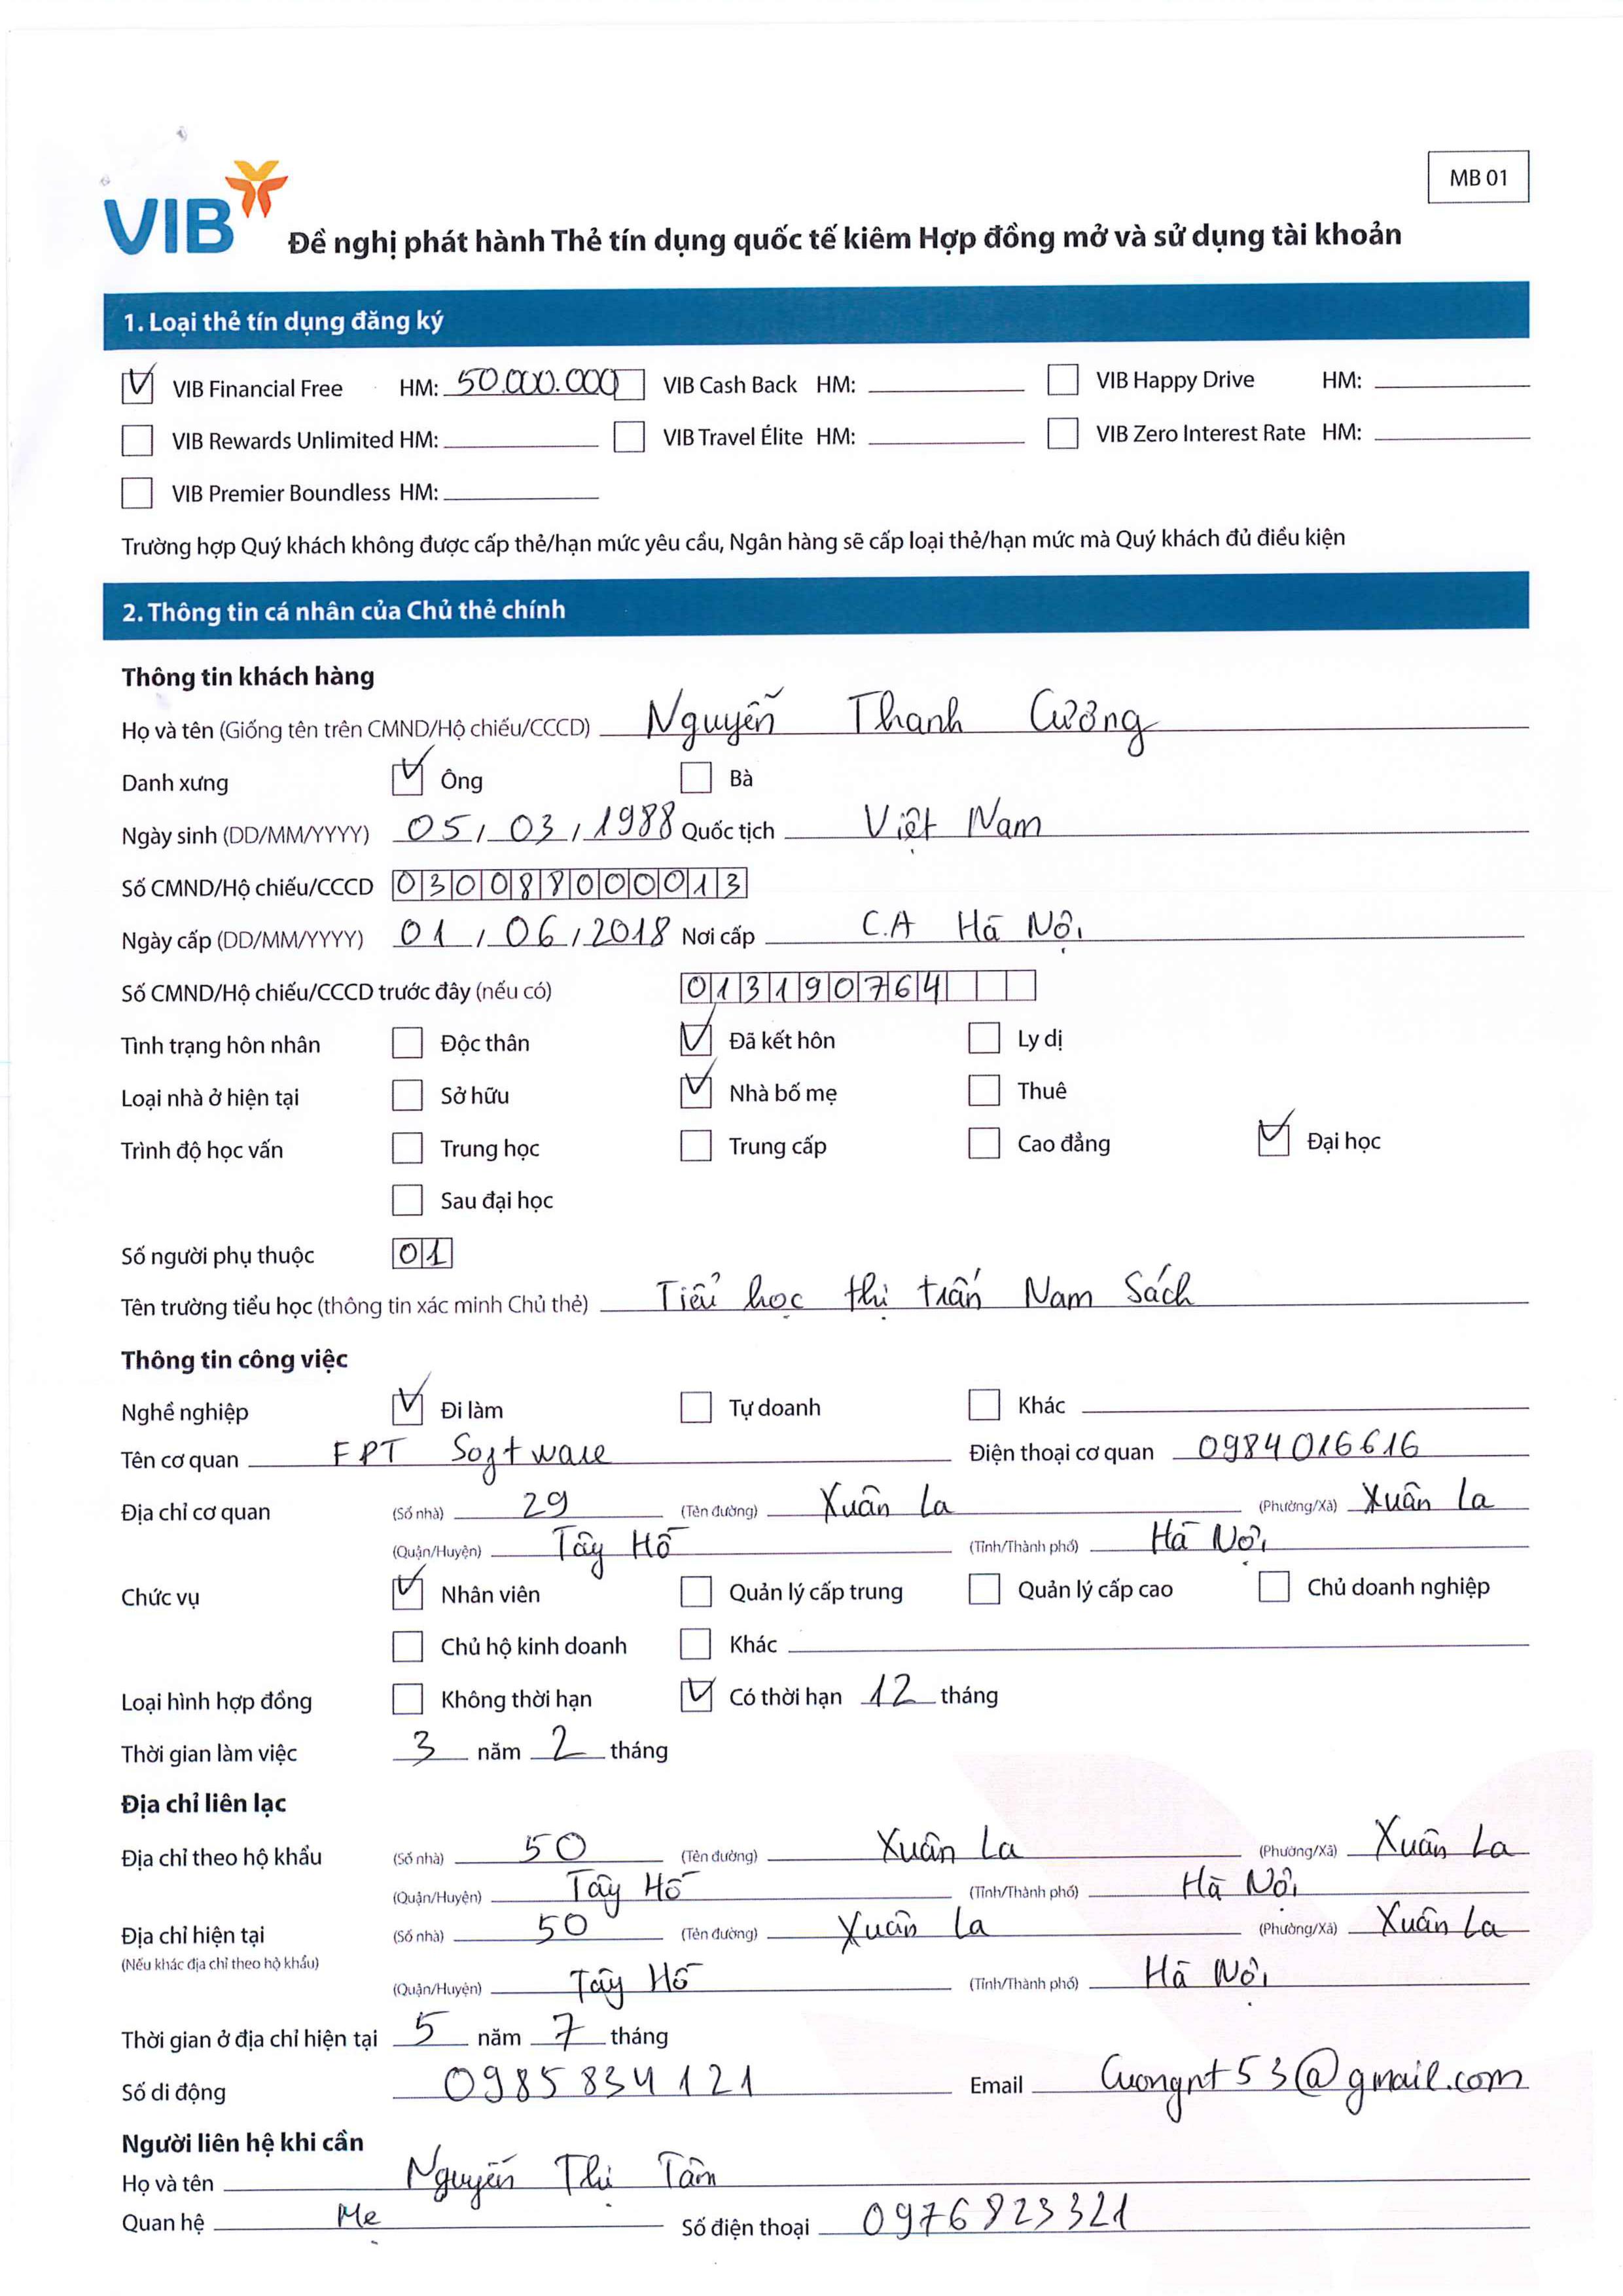 MB 01
VIB
Đề nghị phát hành Thẻ tín dụng quốc tế kiêm Hợp đồng mở và sử dụng tài khoản
1. Loại thẻ tín dụng đăng ký
VIB Financial Free HM: 50.000.000 VIB Cash Back HM: VIB Happy Drive HM:
VIB Rewards Unlimited HM: VIB Travel Élite HM: VIB Zero Interest Rate HM:
VIB Premier Boundless HM:
Trường hợp Quý khách không được cấp thẻ/hạn mức yêu cầu, Ngân hàng sẽ cấp loại thẻ/hạn mức mà Quý khách đủ điều kiện
2. Thông tin cá nhân của Chủ thẻ chính
Thông tin khách hàng
Họ và tên (Giống tên trên CMND/Hộ chiếu/CCCD) Nguyễn Thanh Cương
Danh xưng Ông Bà
Ngày sinh (DD/MM/YYYY) 05/03/1988 Quốc tịch Việt Nam
Số CMND/Hộ chiếu/CCCD 030088000013
Ngày cấp (DD/MM/YYYY) 01/06/2018 Nơi cấp C.A Hà Nội
Số CMND/Hộ chiếu/CCCD trước đây (nếu có) 013190764
Tình trạng hôn nhân Độc thân Đã kết hôn Ly dị
Loại nhà ở hiện tại Sở hữu Nhà bố mẹ Thuê
Trình độ học vấn Trung học Trung cấp Cao đẳng Đại học
Sau đại học
Số người phụ thuộc 01
Tên trường tiểu học (thông tin xác minh Chủ thẻ) Tiểu học thị trấn Nam Sách
Thông tin công việc
Nghề nghiệp Đi làm Tự doanh Khác
Tên cơ quan FPT Software Điện thoại cơ quan 0984016616
Địa chỉ cơ quan (Số nhà) 29 (Tên đường) Xuân La (Phường/Xã) Xuân La
(Quận/Huyện) Tây Hồ (Tỉnh/Thành phố) Hà Nội
Chức vụ Nhân viên Quản lý cấp trung Quản lý cấp cao Chủ doanh nghiệp
Chủ hộ kinh doanh Khác
Loại hình hợp đồng Không thời hạn Có thời hạn 12 tháng
Thời gian làm việc 3 năm 2 tháng
Địa chỉ liên lạc
Địa chỉ theo hộ khẩu (Số nhà) 50 (Tên đường) Xuân La (Phường/Xã) Xuân La
(Quận/Huyện) Tây Hồ (Tỉnh/Thành phố) Hà Nội
Địa chỉ hiện tại (Số nhà) 50 (Tên đường) Xuân La (Phường/Xã) Xuân La
(Nếu khác địa chỉ theo hộ khẩu)
(Quận/Huyện) Tây Hồ (Tỉnh/Thành phố) Hà Nội
Thời gian ở địa chỉ hiện tại 5 năm 7 tháng
Số di động 0985834121 Email Cuongnt53@gmail.com
Người liên hệ khi cần
Họ và tên Nguyễn Thị Tâm
Quan hệ Mẹ Số điện thoại 0976823321